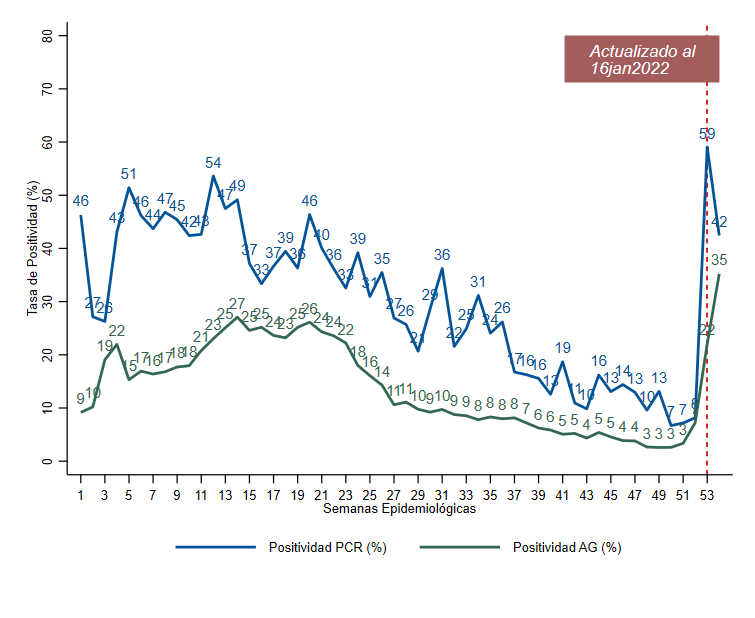 Actualizado al
16jan2022
Tasa de Positividad (%)
80
70
60
50
40
30
20
10
0
46 27 26 43 51 46 44 47 45 42 43 54 47 49 37 33 37 39 36 46 40 36 33 39 31 35 27 26 21 29 36 22 25 31 24 26 17 16 16 13 19 11 10 16 13 14 13 10 13 7 7 8 59 42
9 10 19 22 15 17 16 17 18 18 21 23 25 27 25 25 24 23 25 26 24 24 22 18 16 14 11 11 10 9 10 9 9 8 8 8 8 7 6 6 5 5 4 5 5 4 4 3 3 3 3 22 35
1 3 5 7 9 11 13 15 17 19 21 23 25 27 29 31 33 35 37 39 41 43 45 47 49 51 53
Semanas Epidemiológicas
Positividad PCR (%) Positividad AG (%)